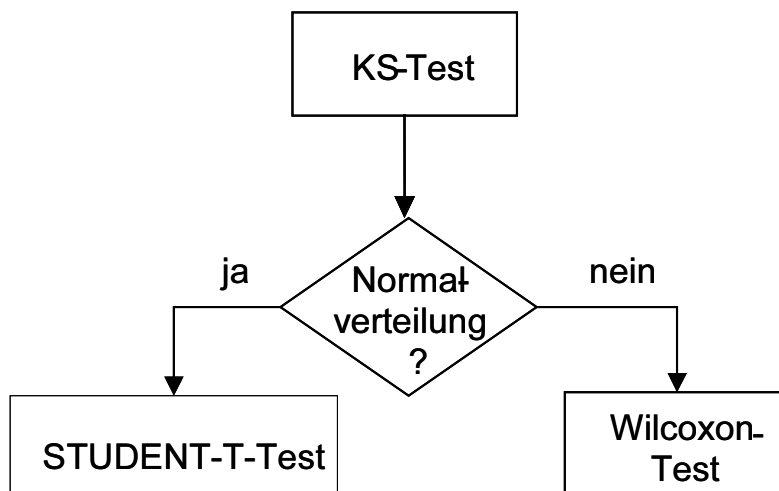 KS-Test
ja
Normal-
verteilung
?
nein
STUDENT-T-Test
Wilcoxon-
Test